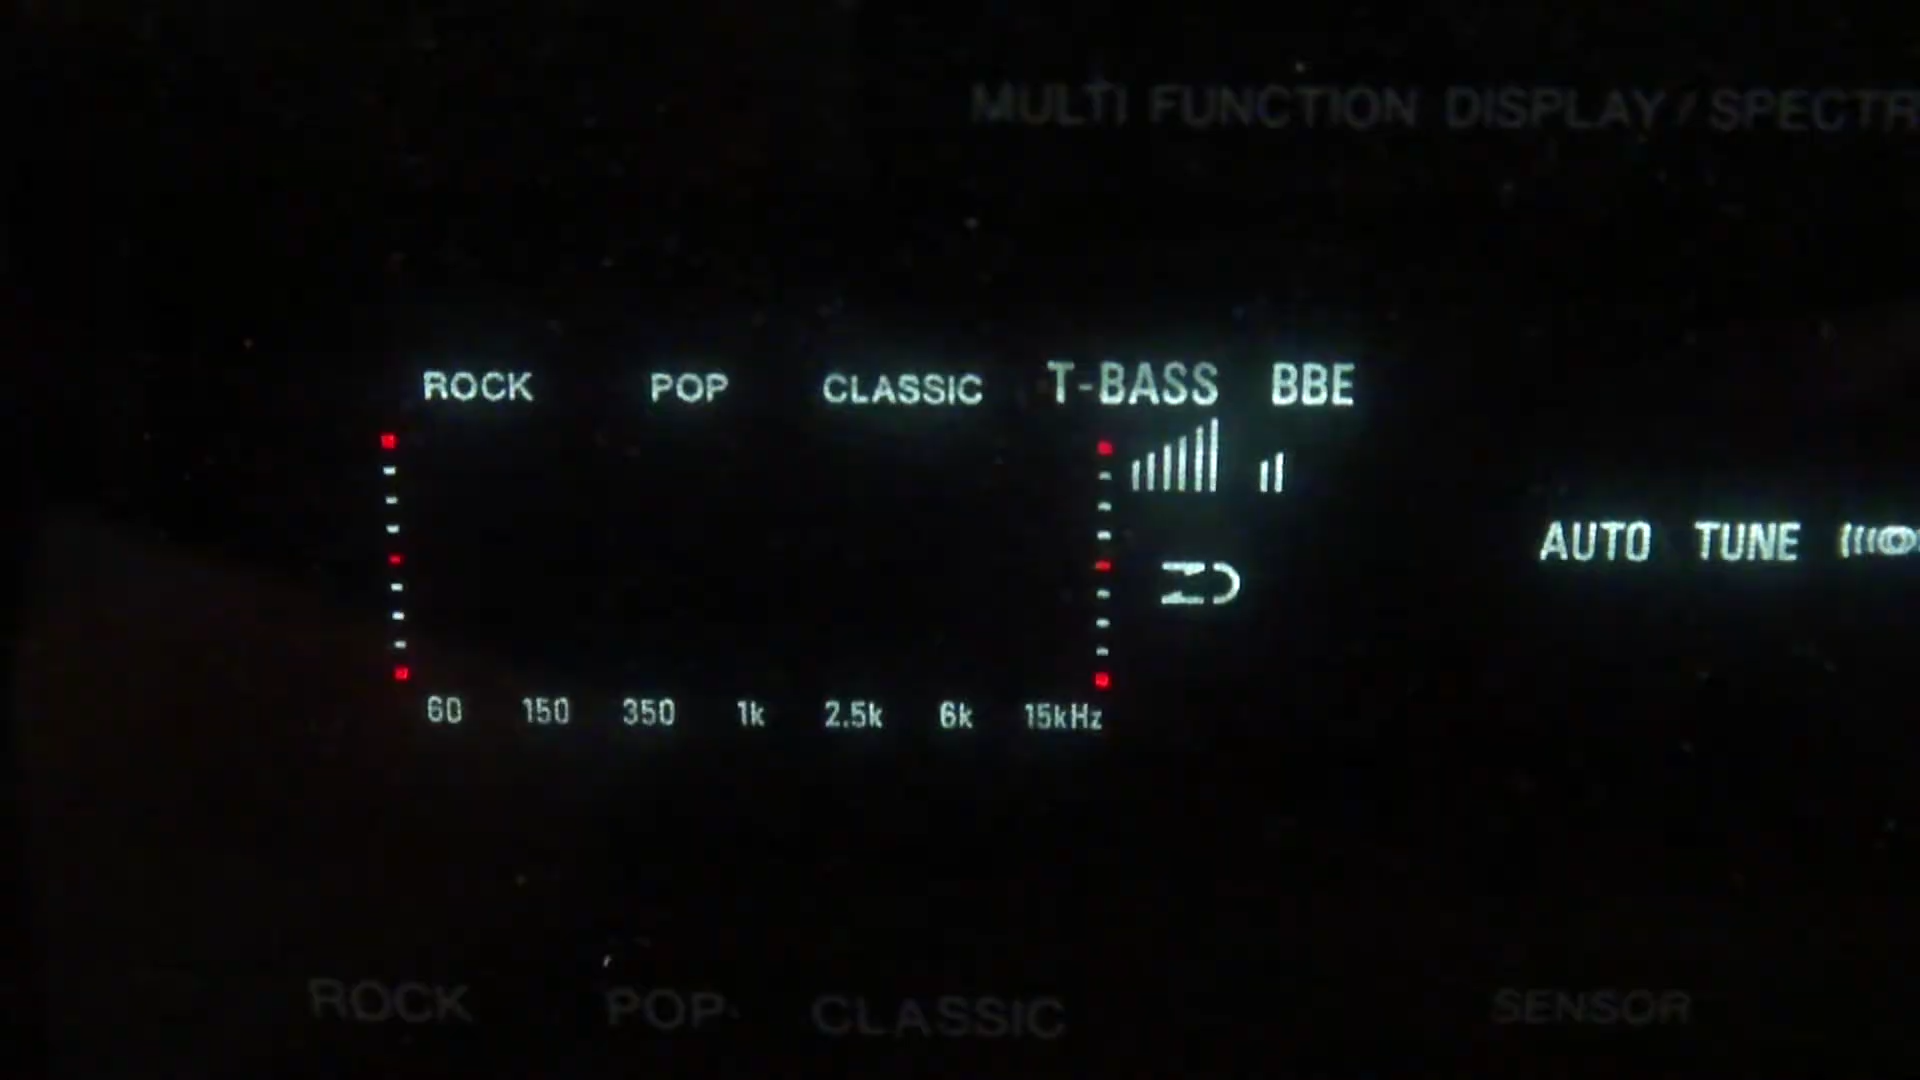 MULTI FUNCTION DISPLAY / SPECTR
ROCK POP CLASSIC T-BASS BBE
AUTO TUNE
60 150 350 1k 2.5k 6k 15kHz
ROCK POP CLASSIC SENSOR